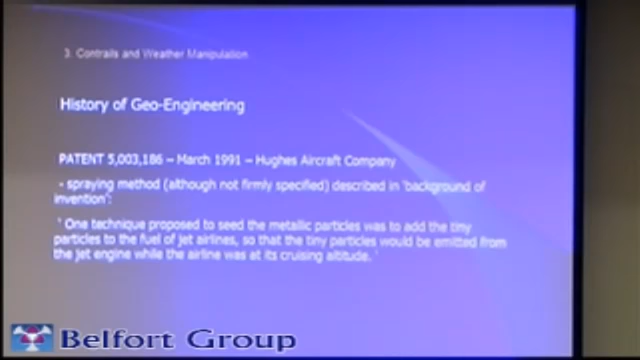 3. Contrails and Weather Manipulation
History of Geo-Engineering
PATENT 5,003,186 – March 1991 – Hughes Aircraft Company
- spraying method (although not firmly specified) described in 'background of
invention':
' One technique proposed to seed the metallic particles was to add the tiny
particles to the fuel of jet airlines, so that the tiny particles would be emitted from
the jet engine while the airline was at its cruising altitude. '
Belfort Group